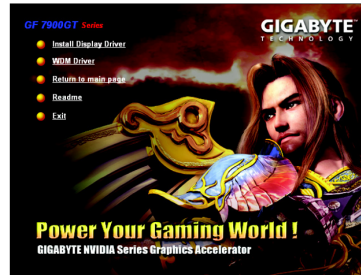 GF 7900GT Series
GIGABYTE™
TECHNOLOGY
Install Display Driver
WDM Driver
Return to main page
Readme
Exit
Power Your Gaming World !
GIGABYTE NVIDIA Series Graphics Accelerator